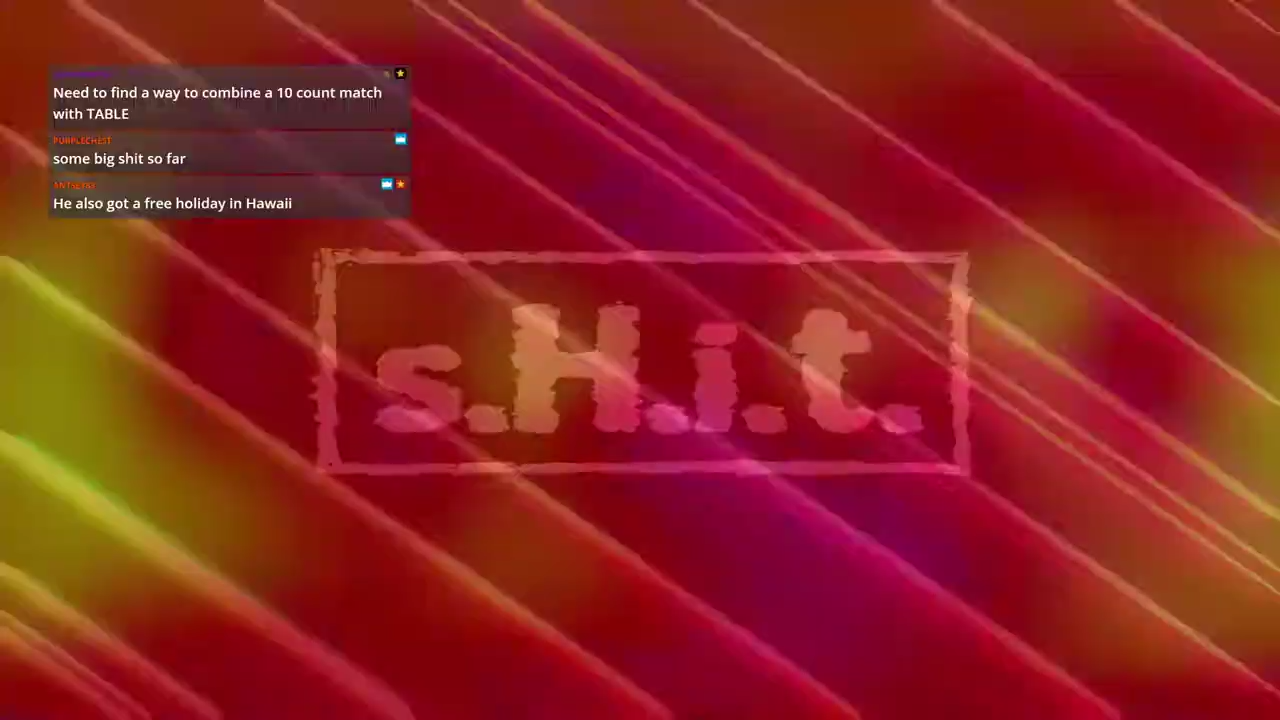 Need to find a way to combine a 10 count match
with TABLE
PURPLECHEST
some big shit so far
He also got a free holiday in Hawaii
s.H.i.t.